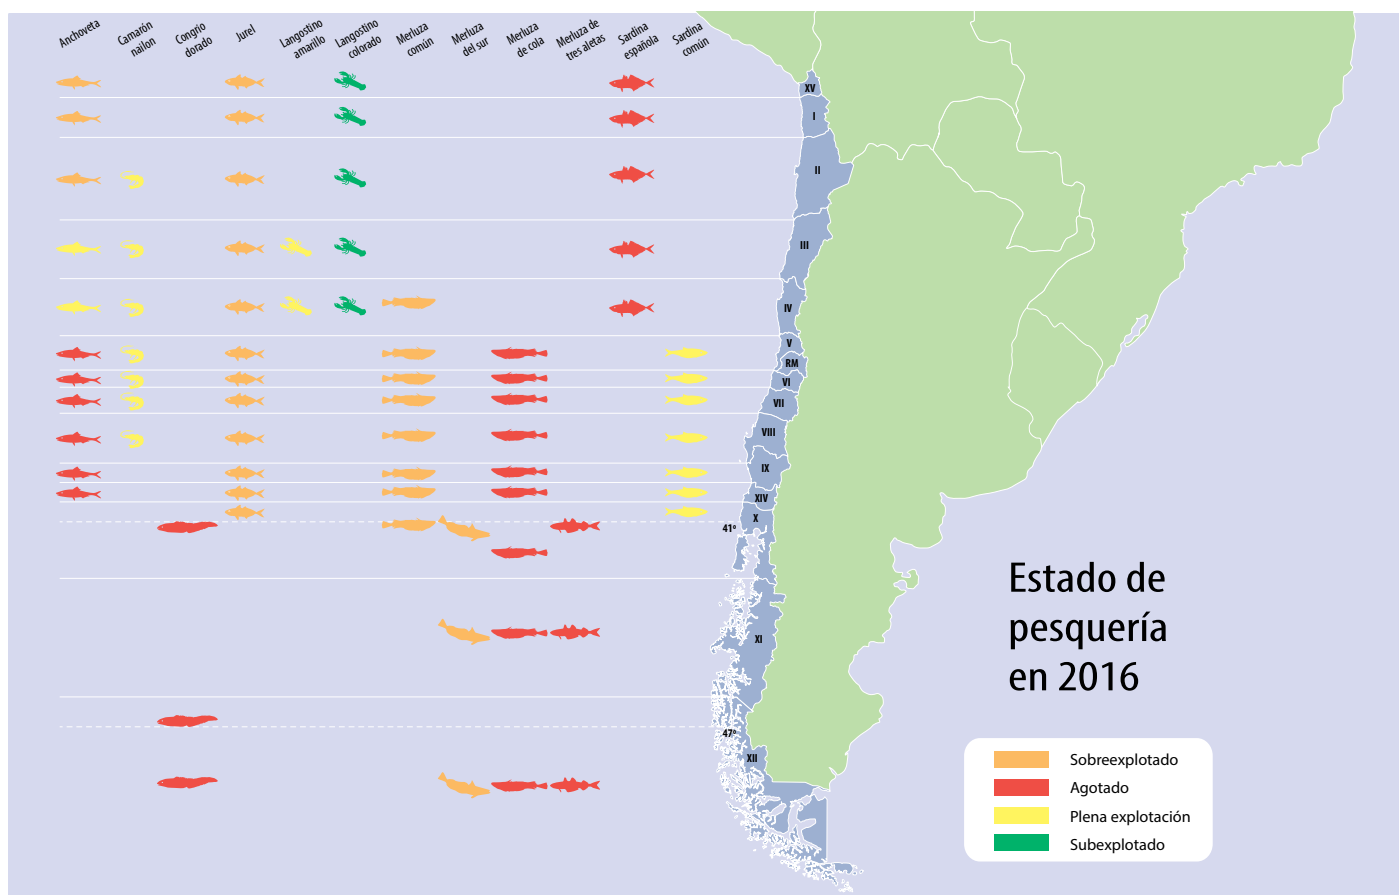 Anchoveta
Camarón
nailon
Congrio
dorado
Jurel
Langostino
amarillo
Langostino
colorado
Merluza
común
Merluza
del sur
Merluza
de cola
Merluza de
tres aletas
Sardina
española
Sardina
común
XV
I
II
III
IV
V
RM
VI
VII
VIII
IX
XIV
X
41º
XI
47º
XII
Estado de
pesquería
en 2016
Sobreexplotado
Agotado
Plena explotación
Subexplotado